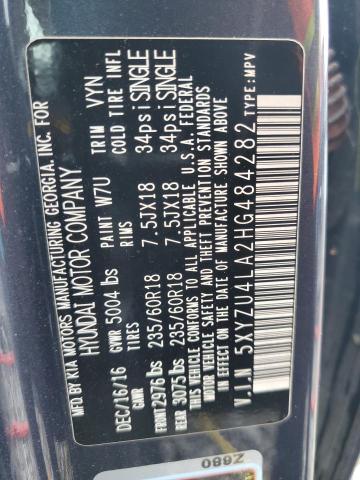 MFD BY KIA MOTORS MANUFACTURING GEORGIA, INC. FOR
HYUNDAI MOTOR COMPANY
DEC/16/16 GVWR 5004 lbs PAINT W7U TRIM VYN
GAWR TIRES RIMS COLD TIRE INFL
FRONT 2976 lbs 235/60R18 7.5JX18 34psi SINGLE
REAR 3075 lbs 235/60R18 7.5JX18 34psi SINGLE
THIS VEHICLE CONFORMS TO ALL APPLICABLE U.S.A. FEDERAL
MOTOR VEHICLE SAFETY, BUMPER, AND THEFT PREVENTION STANDARDS
IN EFFECT ON THE DATE OF MANUFACTURE SHOWN ABOVE.
V.I.N 5XYZU4LA2HG484282 TYPE:MPV
Z680